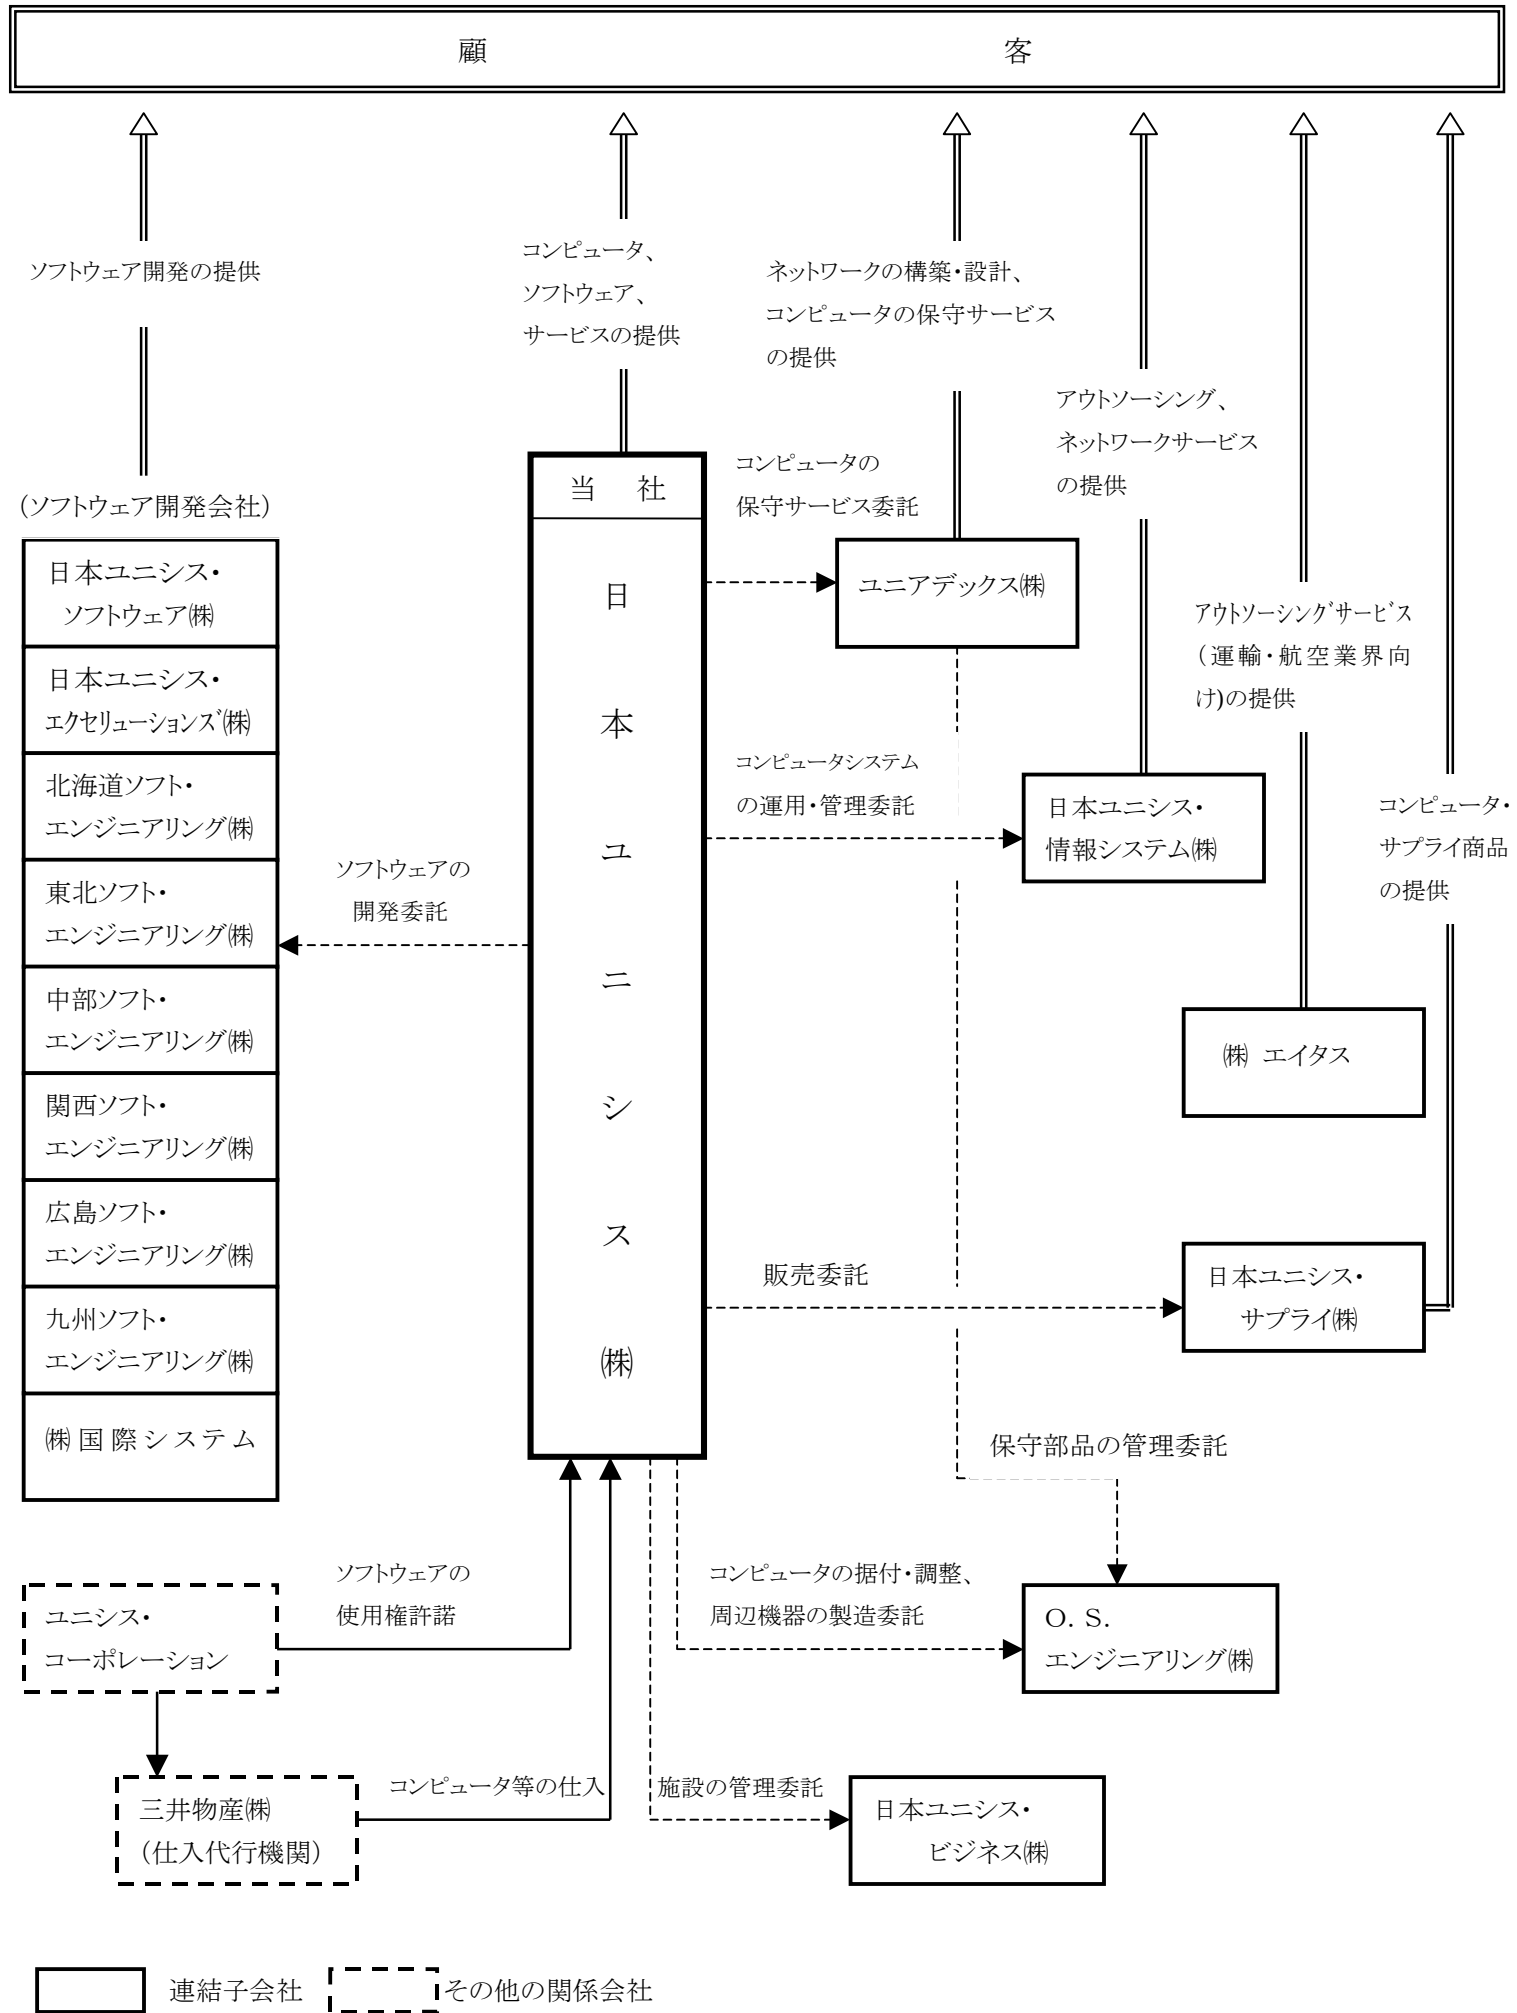 顧 客
ソフトウェア開発の提供
コンピュータ、
ソフトウェア、
サービスの提供
ネットワークの構築・設計、
コンピュータの保守サービス
の提供
アウトソーシング、
ネットワークサービス
の提供
アウトソーシングサービス
（運輸・航空業界向
け)の提供
コンピュータ・
サプライ商品
の提供
（ソフトウェア開発会社）
日本ユニシス・
ソフトウェア㈱
日本ユニシス・
エクセリューションズ㈱
北海道ソフト・
エンジニアリング㈱
東北ソフト・
エンジニアリング㈱
中部ソフト・
エンジニアリング㈱
関西ソフト・
エンジニアリング㈱
広島ソフト・
エンジニアリング㈱
九州ソフト・
エンジニアリング㈱
㈱国際システム
ソフトウェアの
開発委託
当 社
日本ユニシス㈱
コンピュータの
保守サービス委託
ユニアデックス㈱
コンピュータシステム
の運用・管理委託
日本ユニシス・
情報システム㈱
㈱ エイタス
販売委託
日本ユニシス・
サプライ㈱
保守部品の管理委託
ソフトウェアの
使用権許諾
コンピュータの据付・調整、
周辺機器の製造委託
O. S.
エンジニアリング㈱
ユニシス・
コーポレーション
三井物産㈱
（仕入代行機関）
コンピュータ等の仕入
施設の管理委託
日本ユニシス・
ビジネス㈱
連結子会社
その他の関係会社